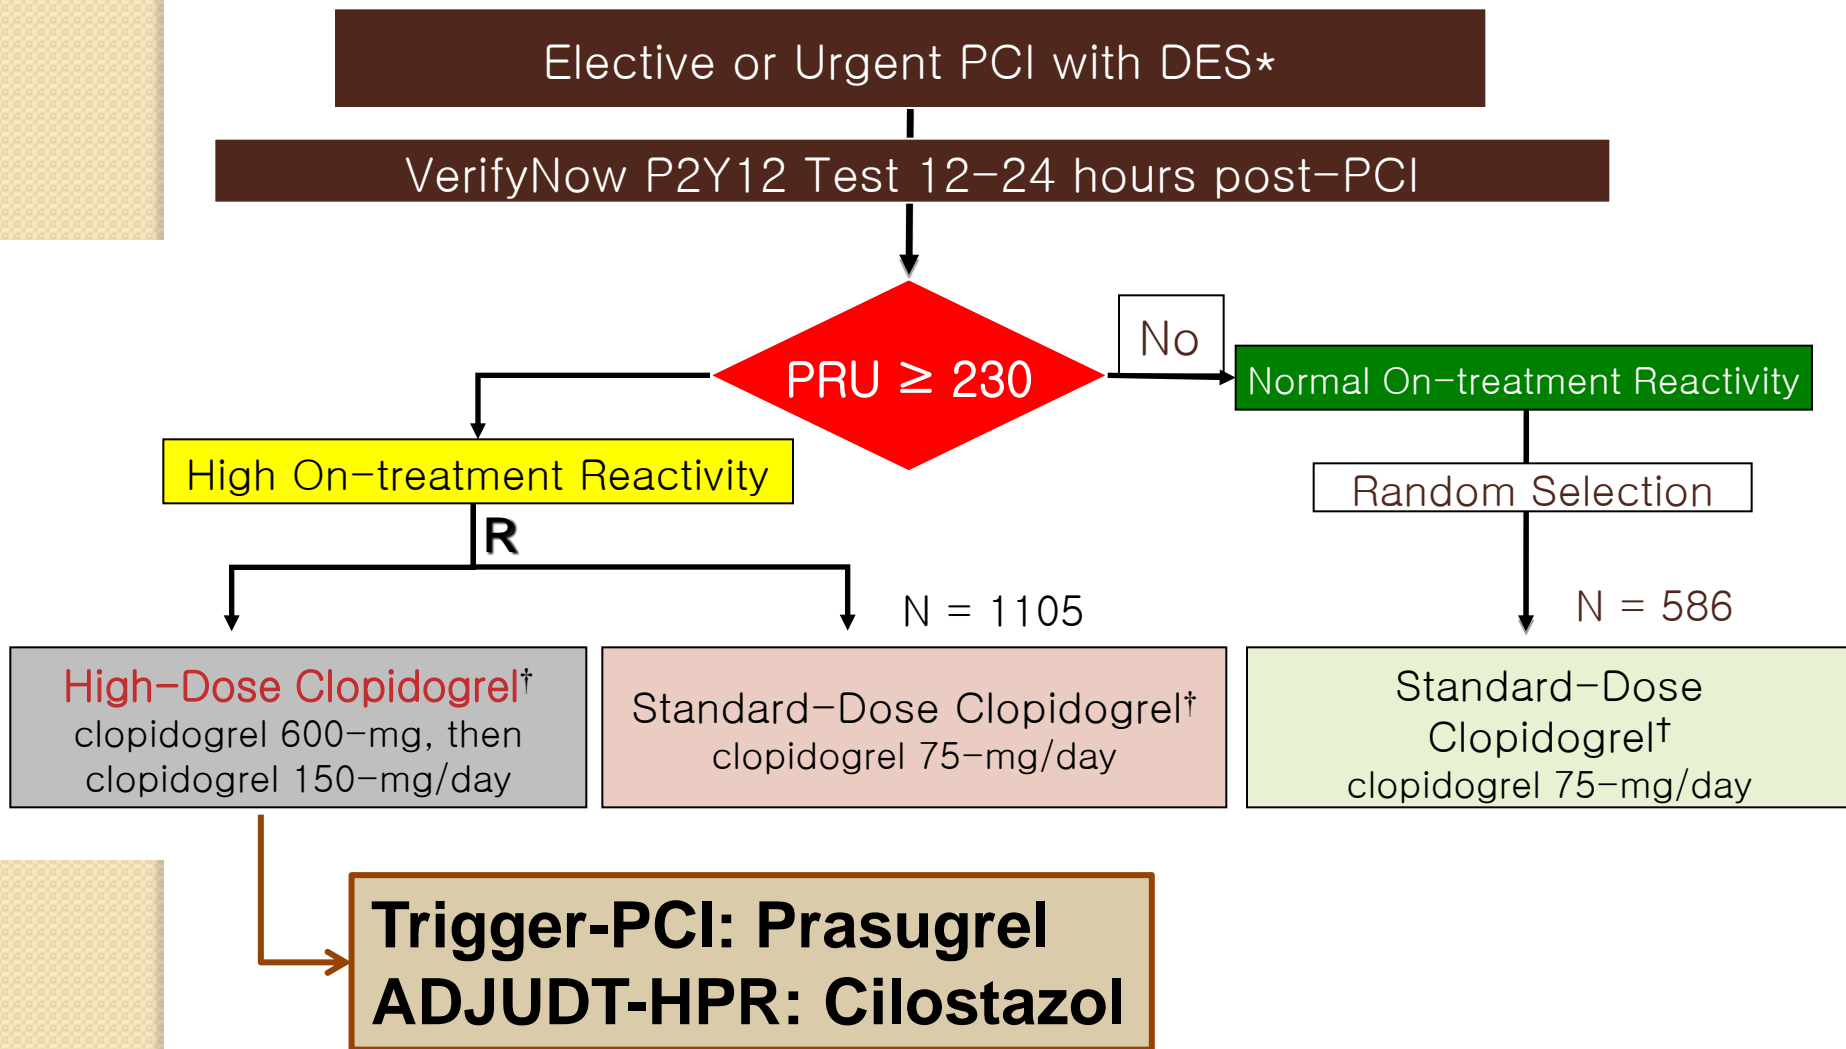 Elective or Urgent PCI with DES*
VerifyNow P2Y12 Test 12-24 hours post-PCI
PRU ≥ 230
No
Normal On-treatment Reactivity
High On-treatment Reactivity
Random Selection
R
N = 1105
N = 586
High-Dose Clopidogrel†
clopidogrel 600-mg, then
clopidogrel 150-mg/day
Standard-Dose Clopidogrel†
clopidogrel 75-mg/day
Standard-Dose
Clopidogrel†
clopidogrel 75-mg/day
Trigger-PCI: Prasugrel
ADJUDT-HPR: Cilostazol